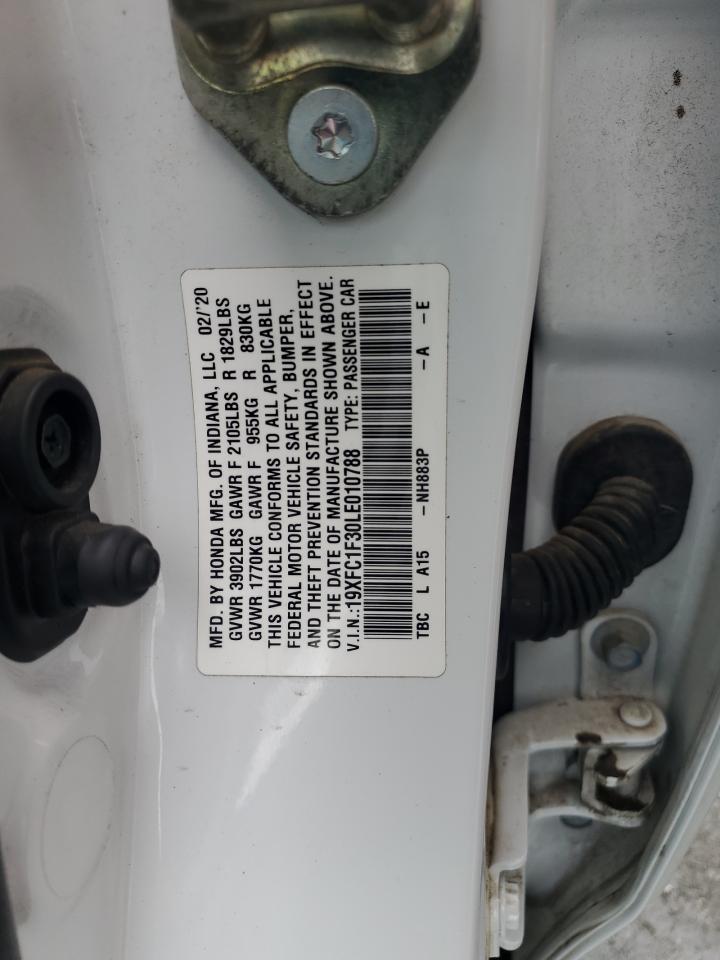 MFD. BY HONDA MFG. OF INDIANA, LLC 02/'20
GVWR 3902LBS GAWR F 2105LBS R 1829LBS
GVWR 1770KG GAWR F 955KG R 830KG
THIS VEHICLE CONFORMS TO ALL APPLICABLE
FEDERAL MOTOR VEHICLE SAFETY, BUMPER,
AND THEFT PREVENTION STANDARDS IN EFFECT
ON THE DATE OF MANUFACTURE SHOWN ABOVE.
V.I.N.:19XFC1F30LE010788 TYPE: PASSENGER CAR
TBC L A15 –NH883P –A –E